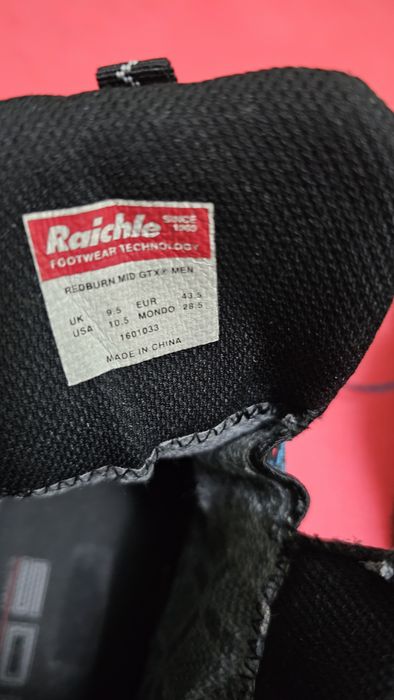 Raichle SINCE 1909
FOOTWEAR TECHNOLOGY
REDBURN MID GTX® MEN
UK 9.5 EUR 43.5
USA 10.5 MONDO 28.5
1601033
MADE IN CHINA